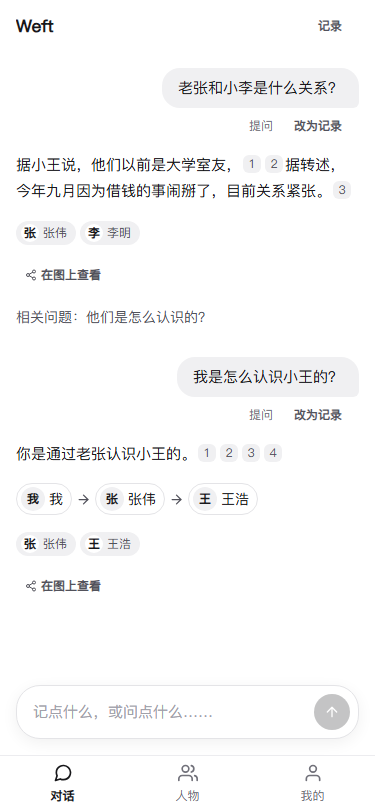 Weft
记录
老张和小李是什么关系？
提问 改为记录
据小王说，他们以前是大学室友，1 2 据转述，
今年九月因为借钱的事闹掰了，目前关系紧张。3
张 张伟 李 李明
在图上查看
相关问题：他们是怎么认识的？
我是怎么认识小王的？
提问 改为记录
你是通过老张认识小王的。1 2 3 4
我 我 → 张 张伟 → 王 王浩
张 张伟 王 王浩
在图上查看
记点什么，或问点什么……
对话 人物 我的